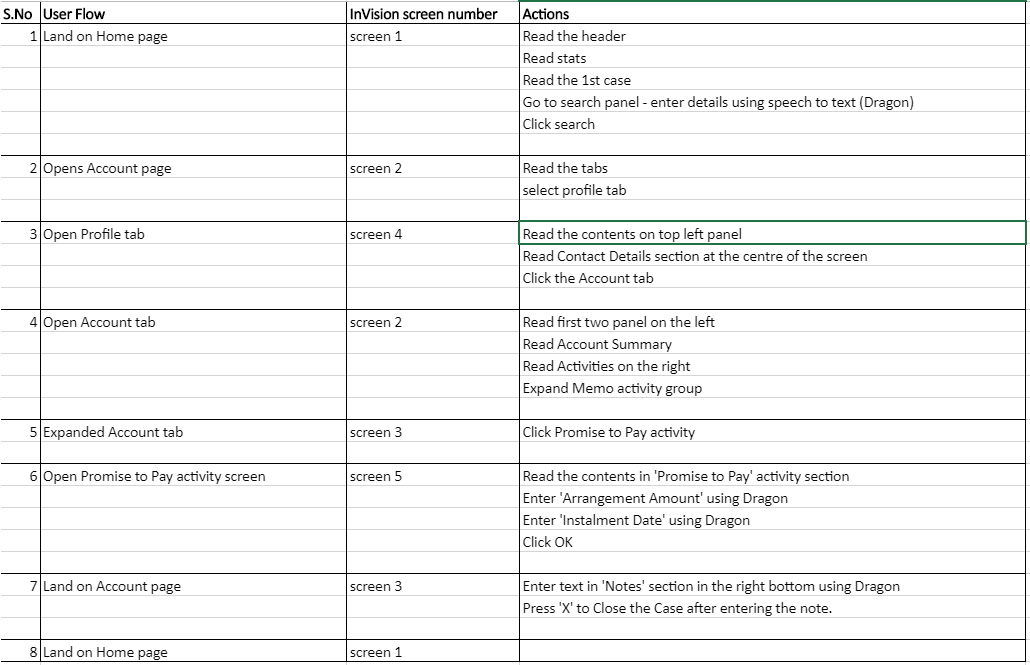 S.No User Flow InVision screen number Actions
1 Land on Home page screen 1 Read the header
Read stats
Read the 1st case
Go to search panel - enter details using speech to text (Dragon)
Click search
2 Opens Account page screen 2 Read the tabs
select profile tab
3 Open Profile tab screen 4 Read the contents on top left panel
Read Contact Details section at the centre of the screen
Click the Account tab
4 Open Account tab screen 2 Read first two panel on the left
Read Account Summary
Read Activities on the right
Expand Memo activity group
5 Expanded Account tab screen 3 Click Promise to Pay activity
6 Open Promise to Pay activity screen screen 5 Read the contents in 'Promise to Pay' activity section
Enter 'Arrangement Amount' using Dragon
Enter 'Instalment Date' using Dragon
Click OK
7 Land on Account page screen 3 Enter text in 'Notes' section in the right bottom using Dragon
Press 'X' to Close the Case after entering the note.
8 Land on Home page screen 1